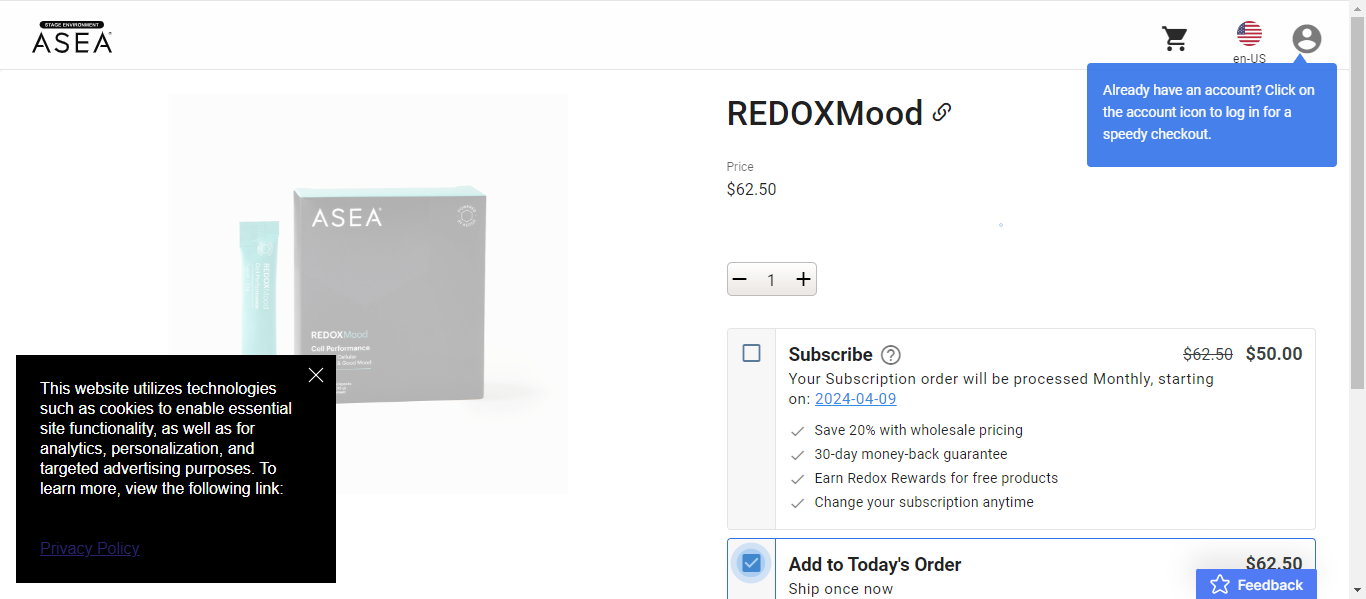 STAGE ENVIRONMENT
ASEA
en-US
Already have an account? Click on
the account icon to log in for a
speedy checkout.
REDOXMood
Price
$62.50
1
ASEA
REDOXMood
Cell Performance
REDOXMood
Subscribe
$62.50 $50.00
Your Subscription order will be processed Monthly, starting
on: 2024-04-09
Save 20% with wholesale pricing
30-day money-back guarantee
Earn Redox Rewards for free products
Change your subscription anytime
Add to Today's Order
$62.50
Ship once now
Feedback
This website utilizes technologies
such as cookies to enable essential
site functionality, as well as for
analytics, personalization, and
targeted advertising purposes. To
learn more, view the following link:
Privacy Policy